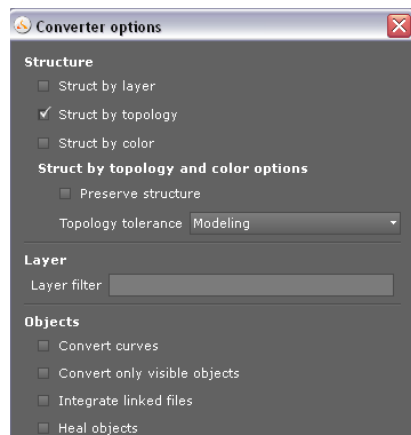 Converter options
Structure
Struct by layer
Struct by topology
Struct by color
Struct by topology and color options
Preserve structure
Topology tolerance Modeling
Layer
Layer filter
Objects
Convert curves
Convert only visible objects
Integrate linked files
Heal objects